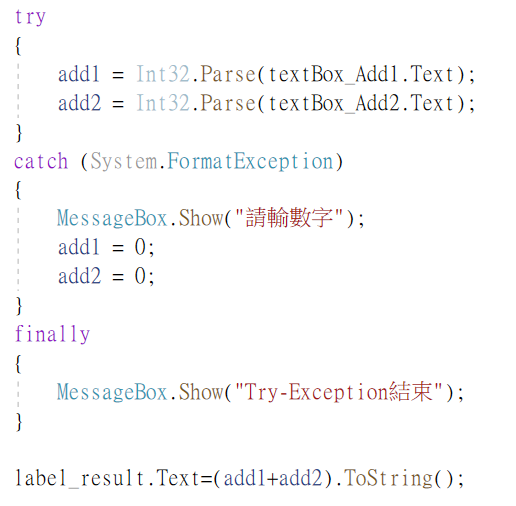 try
{
    add1 = Int32.Parse(textBox_Add1.Text);
    add2 = Int32.Parse(textBox_Add2.Text);
}
catch (System.FormatException)
{
    MessageBox.Show("請輸數字");
    add1 = 0;
    add2 = 0;
}
finally
{
    MessageBox.Show("Try-Exception結束");
}

label_result.Text=(add1+add2).ToString();